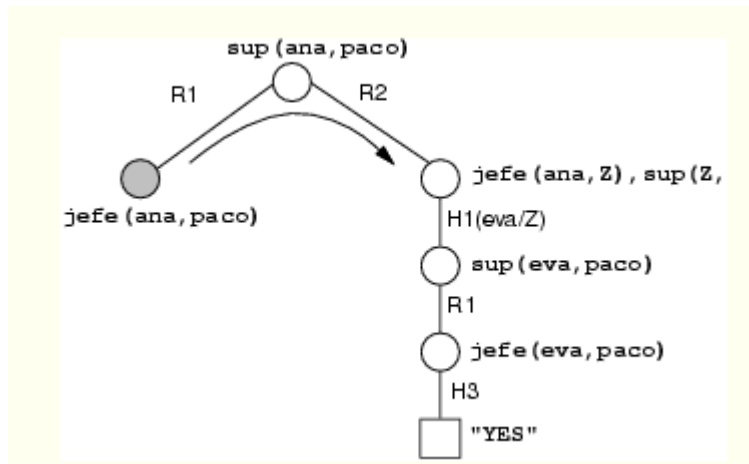 sup(ana,paco)
R1
R2
jefe(ana,paco)
jefe(ana,Z),sup(Z,
H1(eva/Z)
sup(eva,paco)
R1
jefe(eva,paco)
H3
"YES"